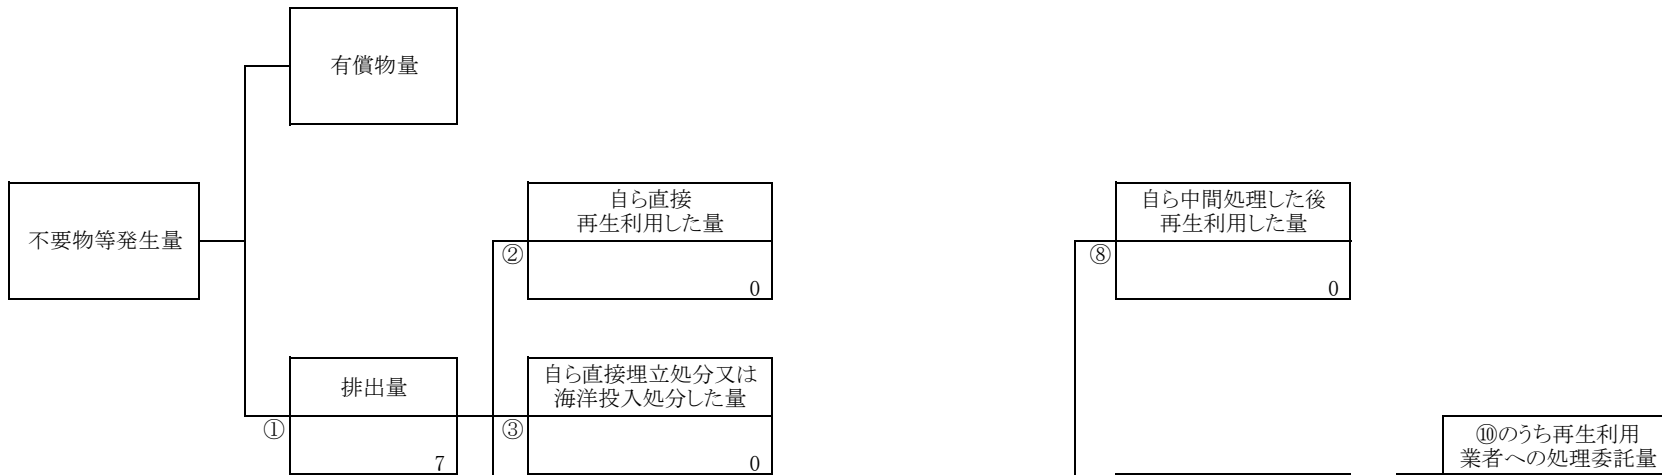 有償物量
不要物等発生量
自ら直接
再生利用した量
②
0
自ら中間処理した後
再生利用した量
⑧
0
排出量
①
7
自ら直接埋立処分又は
海洋投入処分した量
③
0
⑩のうち再生利用
業者への処理委託量